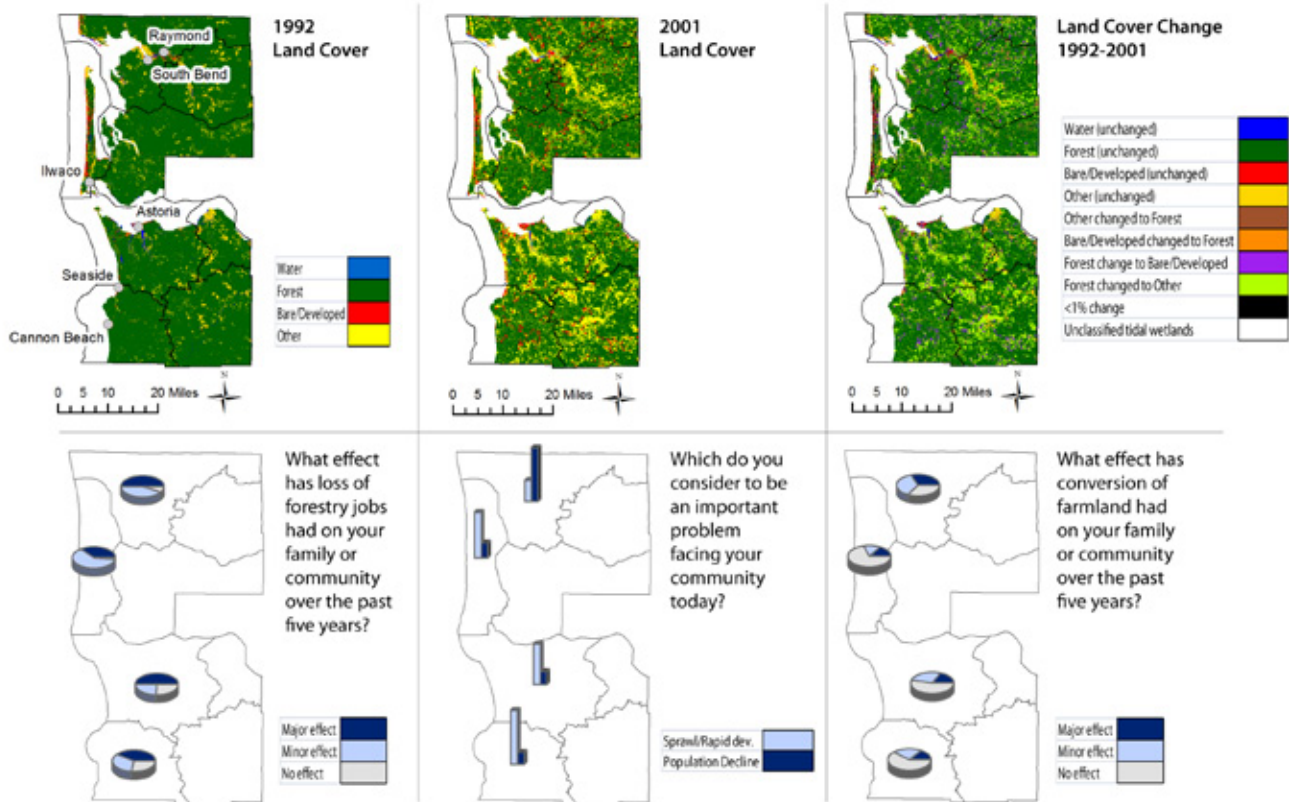 1992
Land Cover
Raymond
South Bend
Ilwaco
Astoria
Seaside
Cannon Beach
Water
Forest
Bare/Developed
Other
N
0 5 10 20 Miles
2001
Land Cover
N
0 5 10 20 Miles
Land Cover Change
1992-2001
Water (unchanged)
Forest (unchanged)
Bare/Developed (unchanged)
Other (unchanged)
Other changed to Forest
Bare/Developed changed to Forest
Forest change to Bare/Developed
Forest changed to Other
<1% change
Unclassified tidal wetlands
N
0 5 10 20 Miles
What effect
has loss of
forestry jobs
had on your
family or
community
over the past
five years?
Major effect
Minor effect
No effect
Which do you
consider to be
an important
problem
facing your
community
today?
Sprawl/Rapid dev.
Population Decline
What effect has
conversion of
farmland had
on your family
or community
over the past
five years?
Major effect
Minor effect
No effect